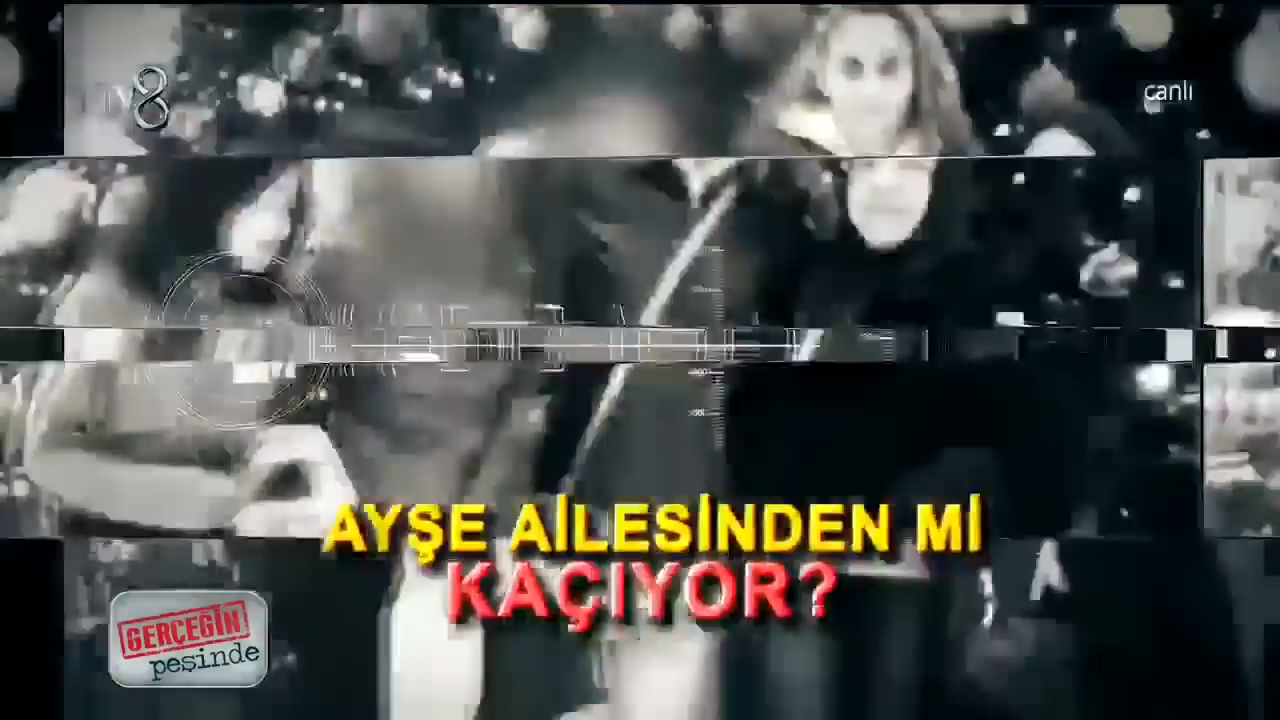 8
canlı
AYŞE AİLESİNDEN Mİ
KAÇIYOR?
GERÇEĞİN
peşinde